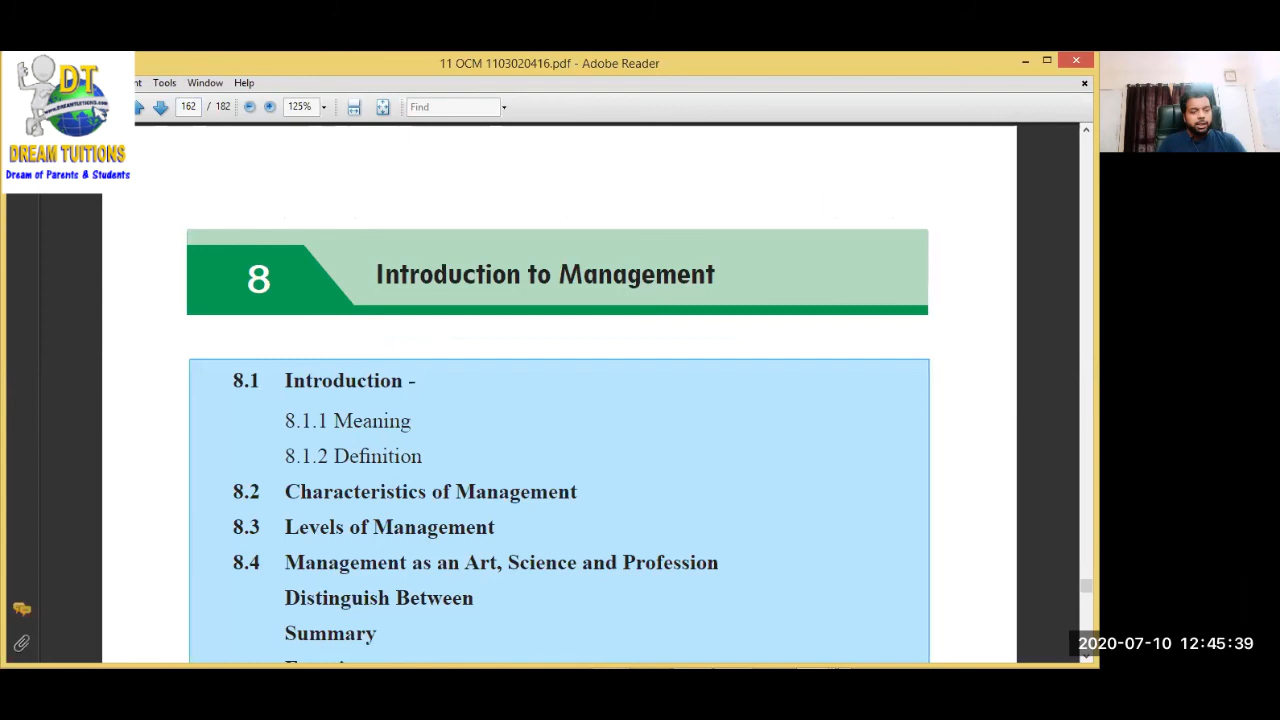 11 OCM 1103020416.pdf - Adobe Reader
Tools Window Help
162 / 182 125% Find
DT
www.DREAMTUITIONS.com
DREAM TUITIONS
Dream of Parents & Students
8 Introduction to Management
8.1 Introduction -
8.1.1 Meaning
8.1.2 Definition
8.2 Characteristics of Management
8.3 Levels of Management
8.4 Management as an Art, Science and Profession
Distinguish Between
Summary
2020-07-10 12:45:39